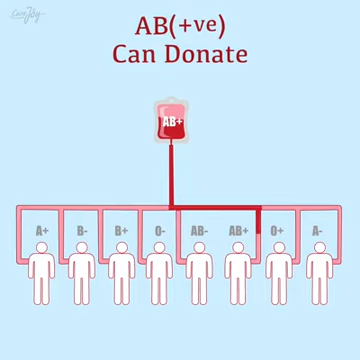 AB(+ve)
Can Donate
AB+
A+ B- B+ O- AB- AB+ O+ A-